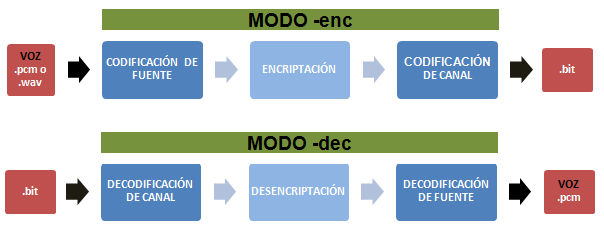 MODO -enc
VOZ
.pcm o
.wav
CODIFICACIÓN DE
FUENTE
ENCRIPTACIÓN
CODIFICACIÓN
DE CANAL
.bit
MODO -dec
.bit
DECODIFICACIÓN
DE CANAL
DESENCRIPTACIÓN
DECODIFICACIÓN
DE FUENTE
VOZ
.pcm